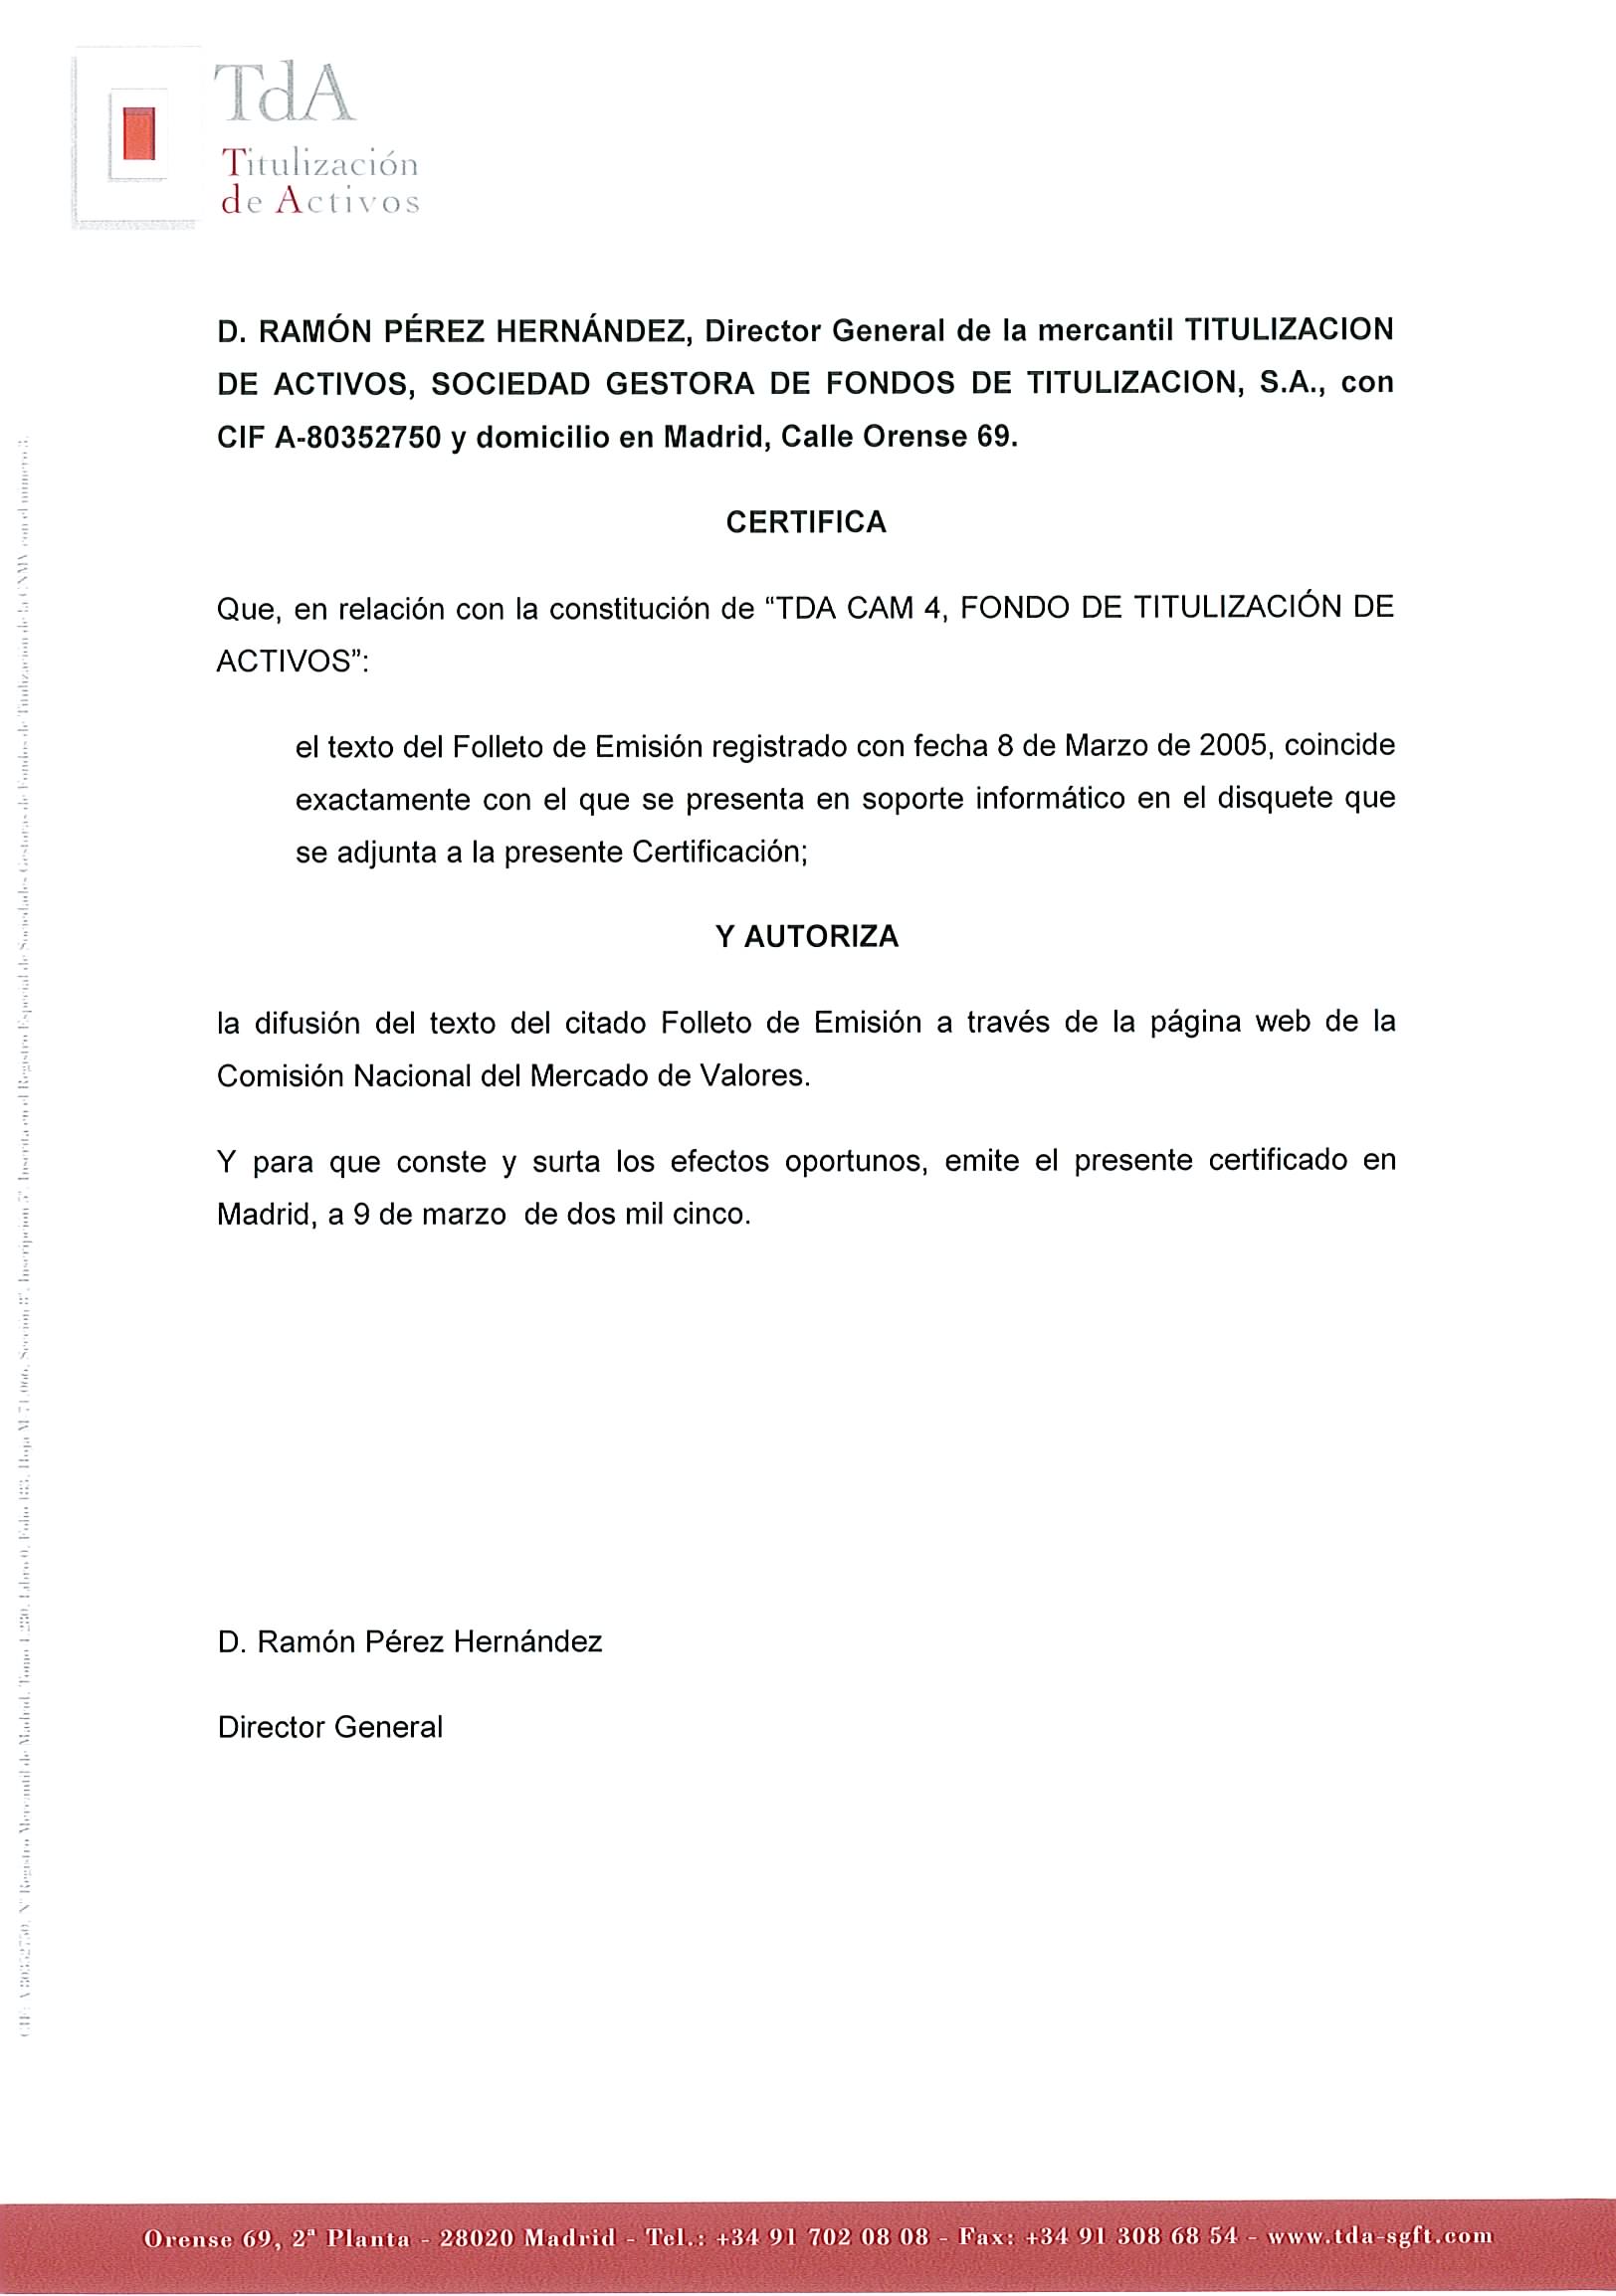 TdA
Titulización
de Activos
D. RAMÓN PÉREZ HERNÁNDEZ, Director General de la mercantil TITULIZACION
DE ACTIVOS, SOCIEDAD GESTORA DE FONDOS DE TITULIZACION, S.A., con
CIF A-80352750 y domicilio en Madrid, Calle Orense 69.
CERTIFICA
Que, en relación con la constitución de “TDA CAM 4, FONDO DE TITULIZACIÓN DE
ACTIVOS”:
el texto del Folleto de Emisión registrado con fecha 8 de Marzo de 2005, coincide
exactamente con el que se presenta en soporte informático en el disquete que
se adjunta a la presente Certificación;
Y AUTORIZA
la difusión del texto del citado Folleto de Emisión a través de la página web de la
Comisión Nacional del Mercado de Valores.
Y para que conste y surta los efectos oportunos, emite el presente certificado en
Madrid, a 9 de marzo  de dos mil cinco.
D. Ramón Pérez Hernández
Director General
Orense 69, 2ª Planta - 28020 Madrid - Tel.: +34 91 702 08 08 - Fax: +34 91 308 68 54 - www.tda-sgft.com